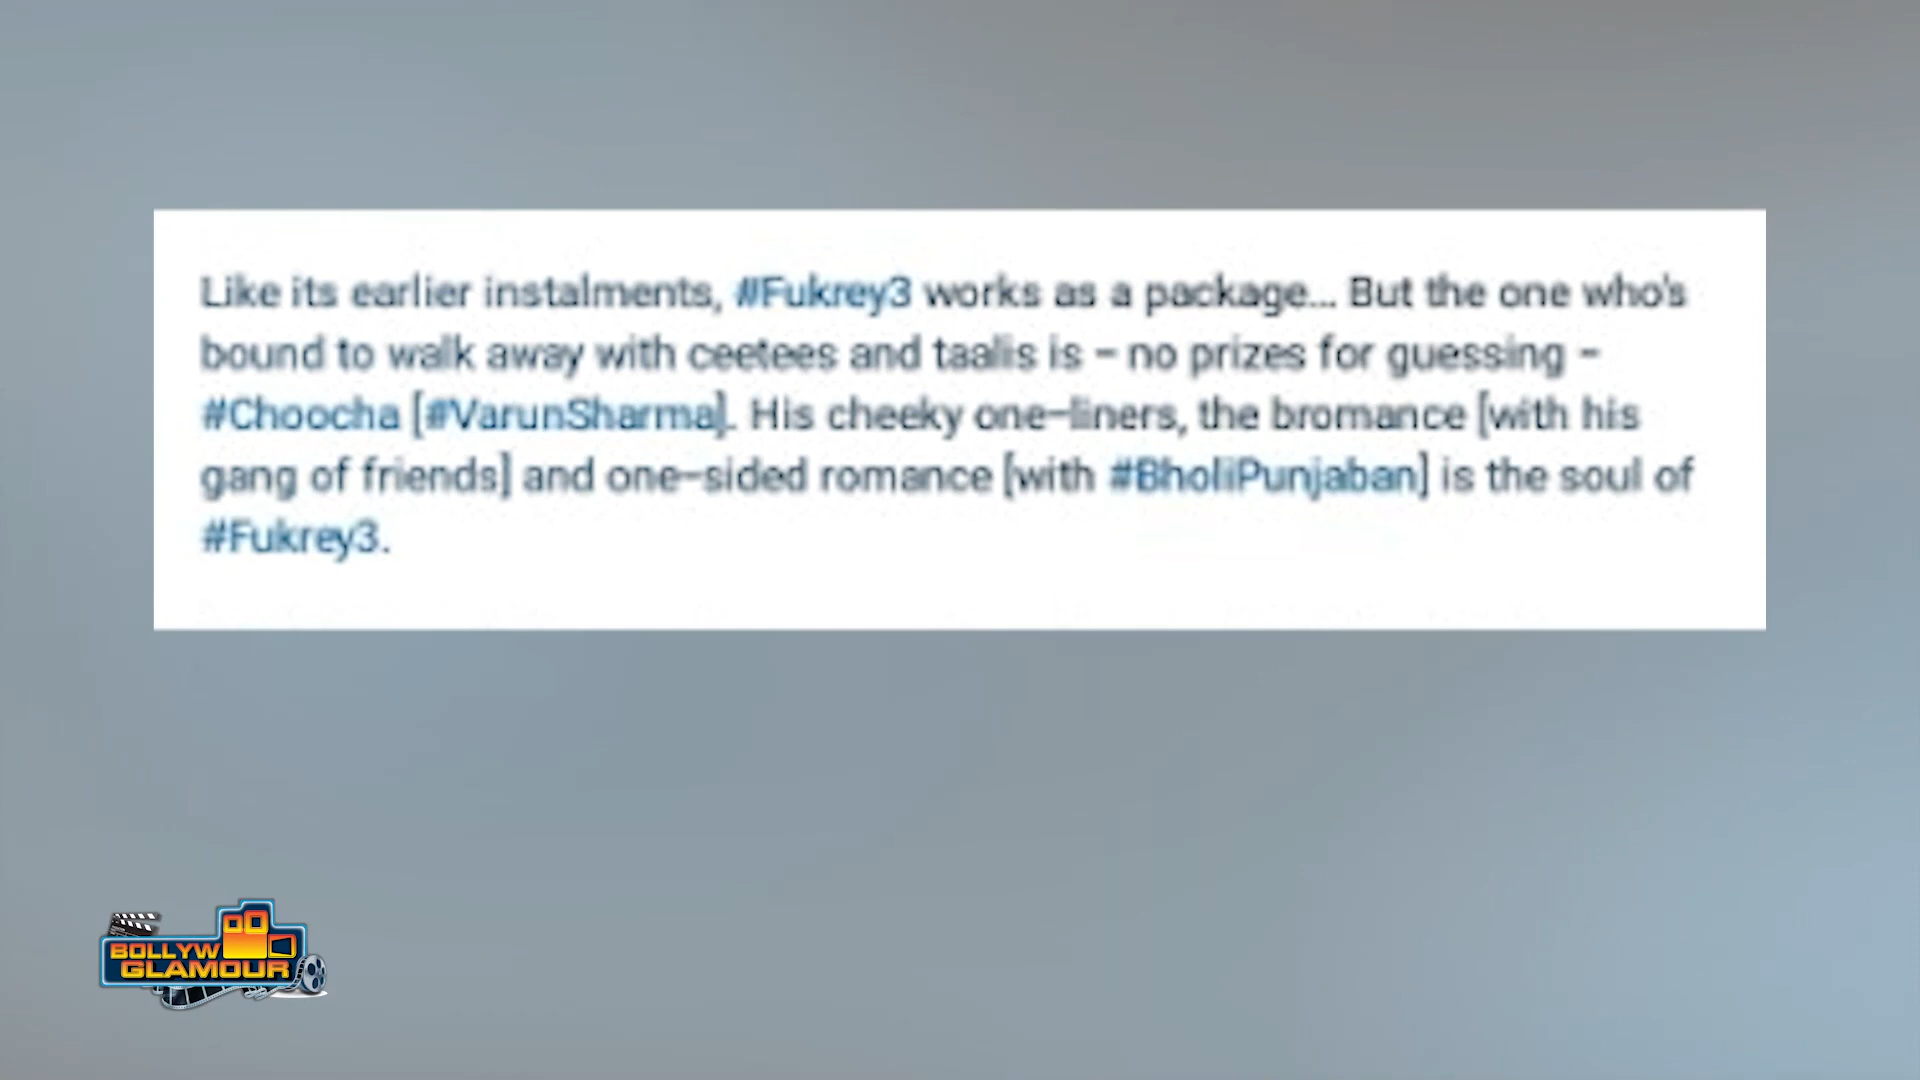 Like its earlier instalments, #Fukrey3 works as a package... But the one who's
bound to walk away with ceetees and taalis is – no prizes for guessing –
#Choocha [#VarunSharma]. His cheeky one–liners, the bromance [with his
gang of friends] and one–sided romance [with #BholiPunjaban] is the soul of
#Fukrey3.
BOLLYW
GLAMOUR